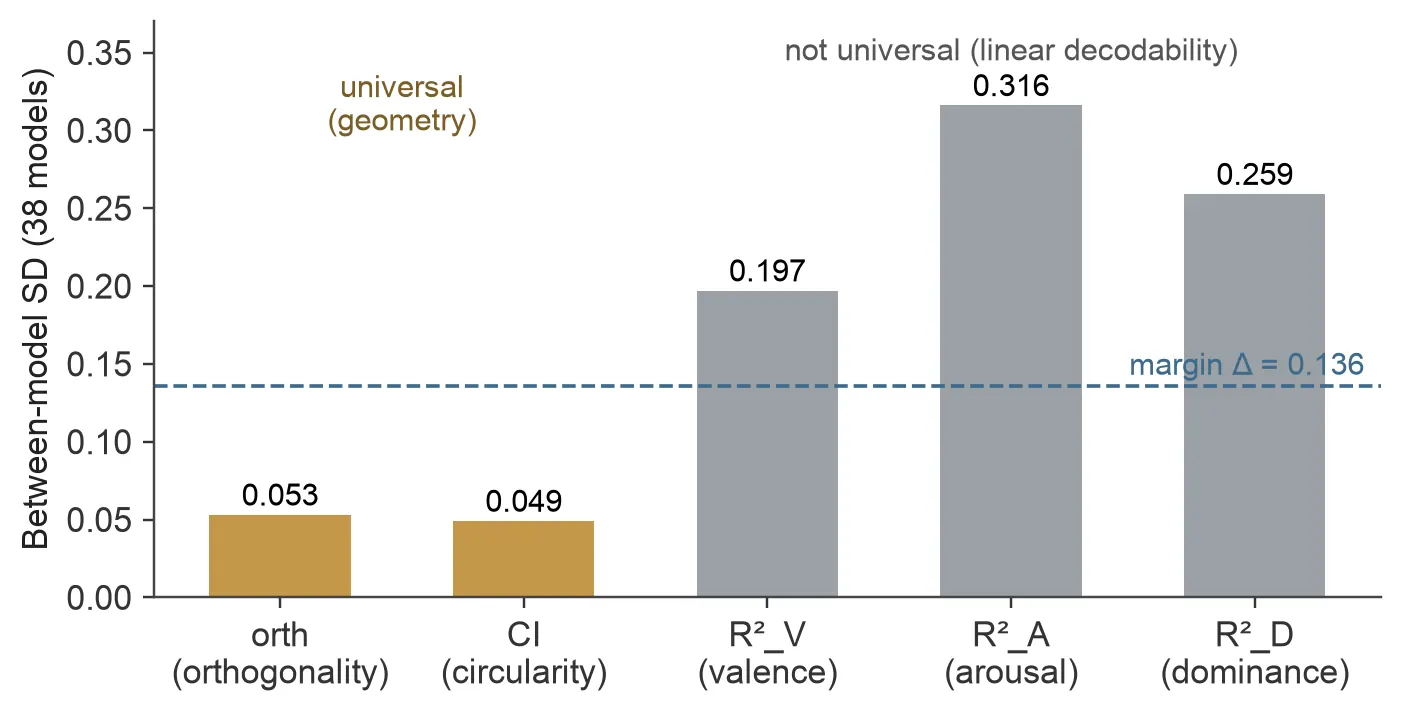 not universal (linear decodability)
universal
(geometry)
Between-model SD (38 models)
0.35
0.30
0.25
0.20
0.15
0.10
0.05
0.00
0.053
0.049
0.197
0.316
0.259
margin Δ = 0.136
orth
(orthogonality)
CI
(circularity)
R²_V
(valence)
R²_A
(arousal)
R²_D
(dominance)